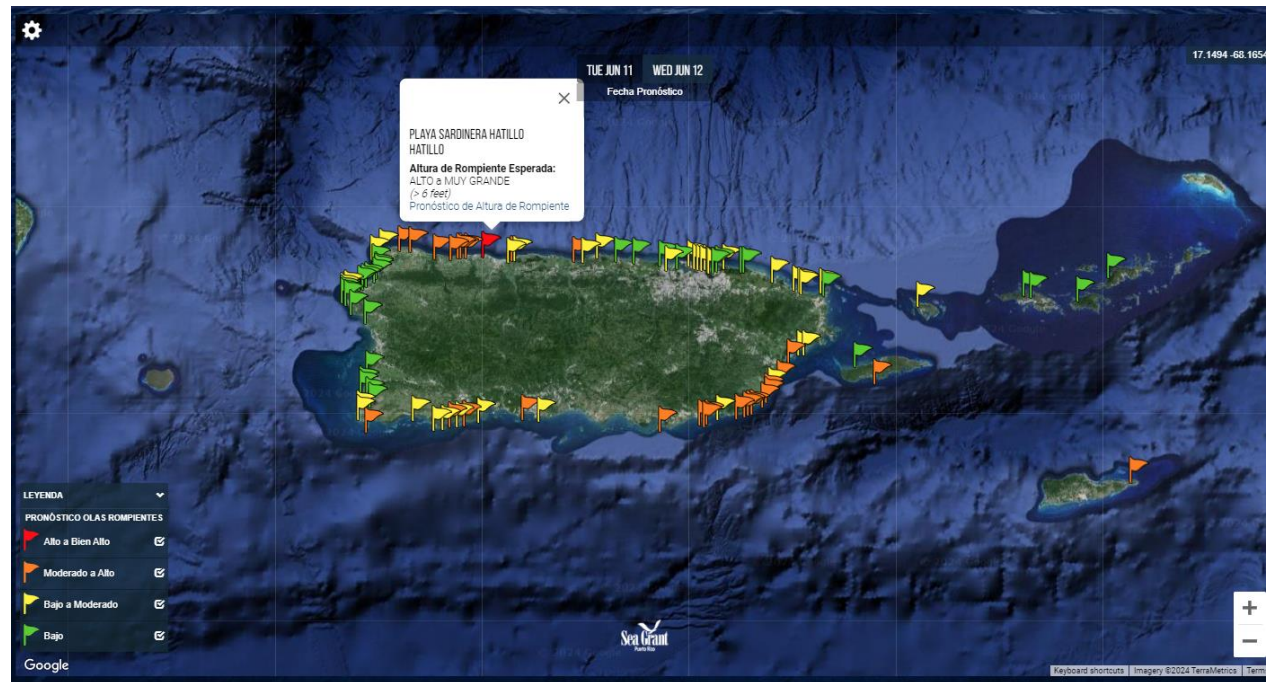 TUE JUN 11 WED JUN 12
Fecha Pronóstico
17.1494 -68.1654
PLAYA SARDINERA HATILLO
HATILLO
Altura de Rompiente Esperada:
ALTO a MUY GRANDE
(> 6 feet)
Pronóstico de Altura de Rompiente
LEYENDA
PRONÓSTICO OLAS ROMPIENTES
Alto a Bien Alto
Moderado a Alto
Bajo a Moderado
Bajo
Google
Sea Grant
Puerto Rico
Keyboard shortcuts Imagery ©2024 TerraMetrics Term